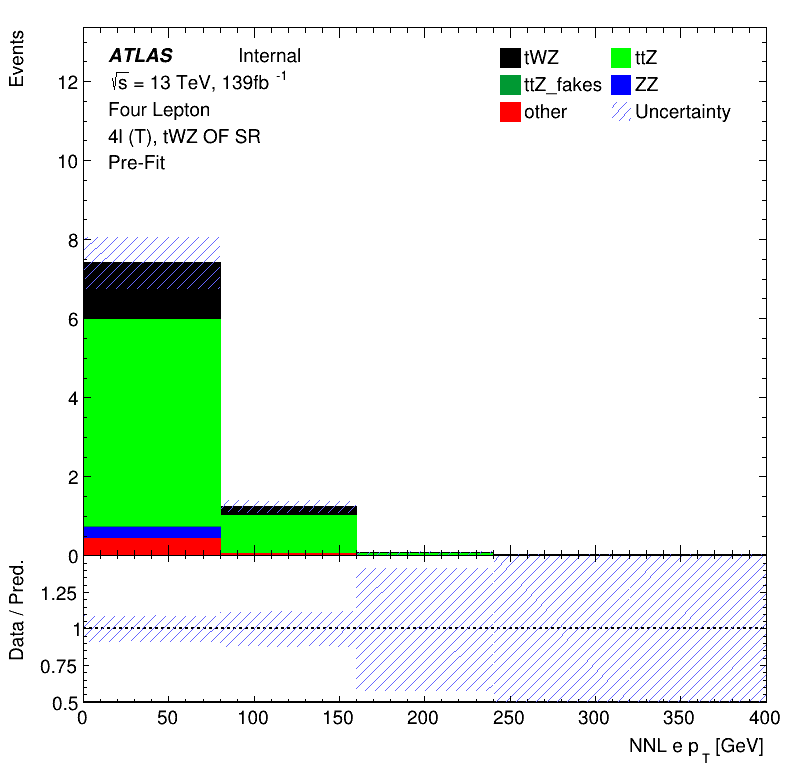 Events
ATLAS Internal
√s = 13 TeV, 139fb⁻¹
Four Lepton
4l (T), tWZ OF SR
Pre-Fit
tWZ
ttZ
ttZ_fakes
ZZ
other
Uncertainty
12
10
8
6
4
2
0
Data / Pred.
1.25
1
0.75
0.5
0 50 100 150 200 250 300 350 400
NNL e p_T [GeV]